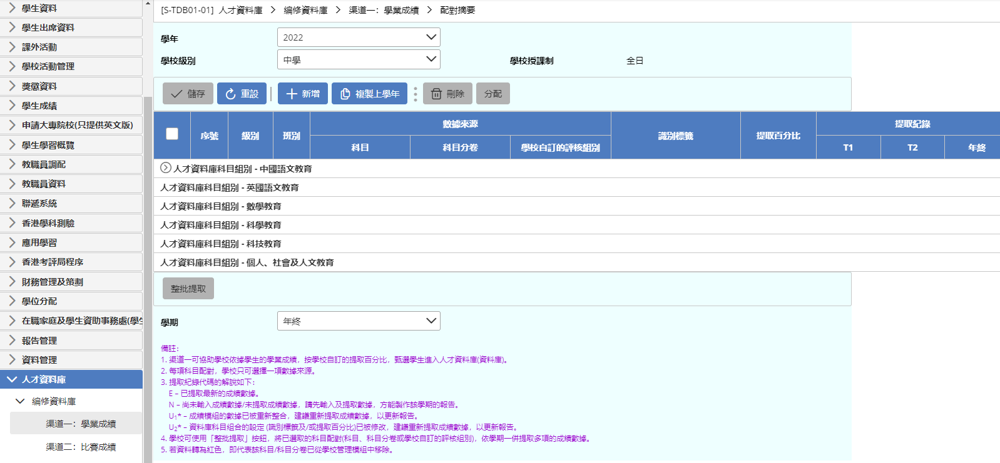 學生資料
學生出席資料
課外活動
學校活動管理
獎懲資料
學生成績
申請大專院校(只提供英文版)
學生學習概覽
教職員調配
教職員資料
聯遞系統
香港學科測驗
應用學習
香港考評局程序
財務管理及策劃
學位分配
在職家庭及學生資助事務處(學生
報告管理
資料管理
人才資料庫
編修資料庫
渠道一：學業成績
渠道二：比賽成績
[S-TDB01-01] 人才資料庫 > 編修資料庫 > 渠道一：學業成績 > 配對摘要
學年 2022
學校級別 中學 學校授課制 全日
儲存 重設 新增 複製上學年 刪除 分配
序號 級別 班別 數據來源 識別標籤 提取百分比 提取紀錄
科目 科目分卷 學校自訂的評核組別 T1 T2 年終
人才資料庫科目組別 - 中國語文教育
人才資料庫科目組別 - 英國語文教育
人才資料庫科目組別 - 數學教育
人才資料庫科目組別 - 科學教育
人才資料庫科目組別 - 科技教育
人才資料庫科目組別 - 個人、社會及人文教育
整批提取
學期 年終
備註：
1. 渠道一可協助學校依據學生的學業成績，按學校自訂的提取百分比，甄選學生進入人才資料庫(資料庫)。
2. 每項科目配對，學校只可選擇一項數據來源。
3. 提取紀錄代碼的解說如下：
E – 已提取最新的成績數據。
N – 尚未輸入成績數據/未提取成績數據，請先輸入及提取數據，方能製作該學期的報告。
U1* – 成績模組的數據已被重新整合，建議重新提取成績數據，以更新報告。
U2* – 資料庫科目組合的設定 (識別標籤及/或提取百分比)已被修改，建議重新提取成績數據，以更新報告。
4. 學校可使用「整批提取」按鈕，將已選取的科目配對(科目、科目分卷或學校自訂的評核組別)，依學期一併提取多項的成績數據。
5. 若資料轉為紅色，即代表該科目/科目分卷已從學校管理模組中移除。